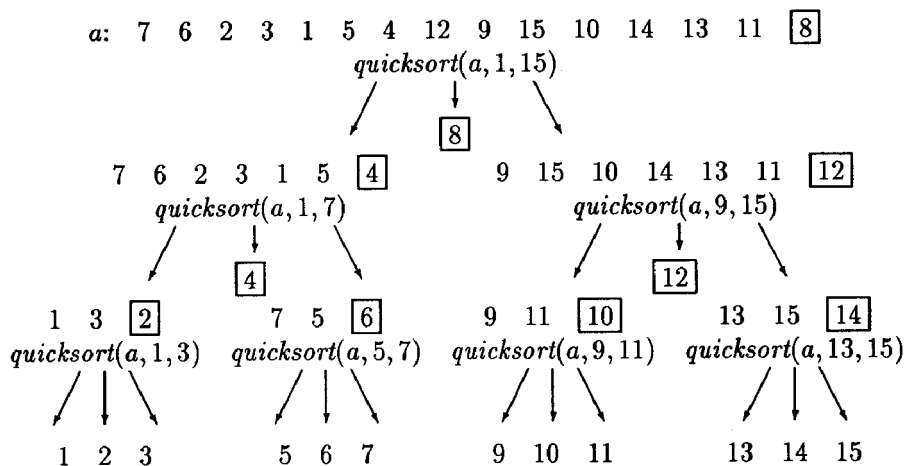 a: 7 6 2 3 1 5 4 12 9 15 10 14 13 11 8
quicksort(a, 1, 15)
8
7 6 2 3 1 5 4 9 15 10 14 13 11 12
quicksort(a, 1, 7) quicksort(a, 9, 15)
4 12
1 3 2 7 5 6 9 11 10 13 15 14
quicksort(a, 1, 3) quicksort(a, 5, 7) quicksort(a, 9, 11) quicksort(a, 13, 15)
1 2 3 5 6 7 9 10 11 13 14 15